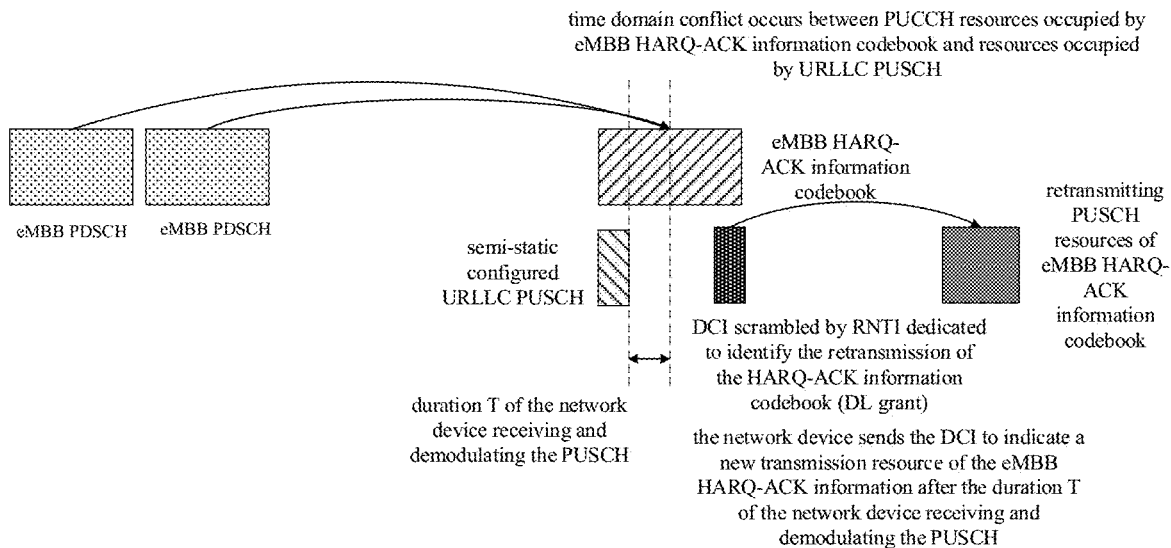 time domain conflict occurs between PUCCH resources occupied by
eMBB HARQ-ACK information codebook and resources occupied
by URLLC PUSCH
eMBB PDSCH
eMBB PDSCH
eMBB HARQ-
ACK information
codebook
retransmitting
PUSCH
resources of
eMBB HARQ-
ACK
information
codebook
semi-static
configured
URLLC PUSCH
DCI scrambled by RNTI dedicated
to identify the retransmission of
the HARQ-ACK information
codebook (DL grant)
duration T of the network
device receiving and
demodulating the PUSCH
the network device sends the DCI to indicate a
new transmission resource of the eMBB
HARQ-ACK information after the duration T
of the network device receiving and
demodulating the PUSCH